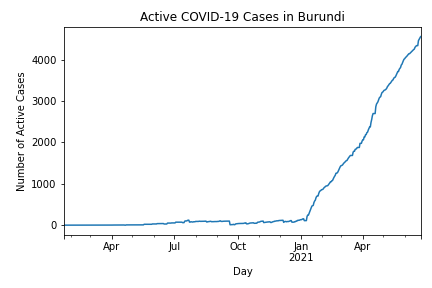 Active COVID-19 Cases in Burundi
Number of Active Cases
4000
3000
2000
1000
0
Apr
Jul
Oct
Jan
2021
Apr
Day